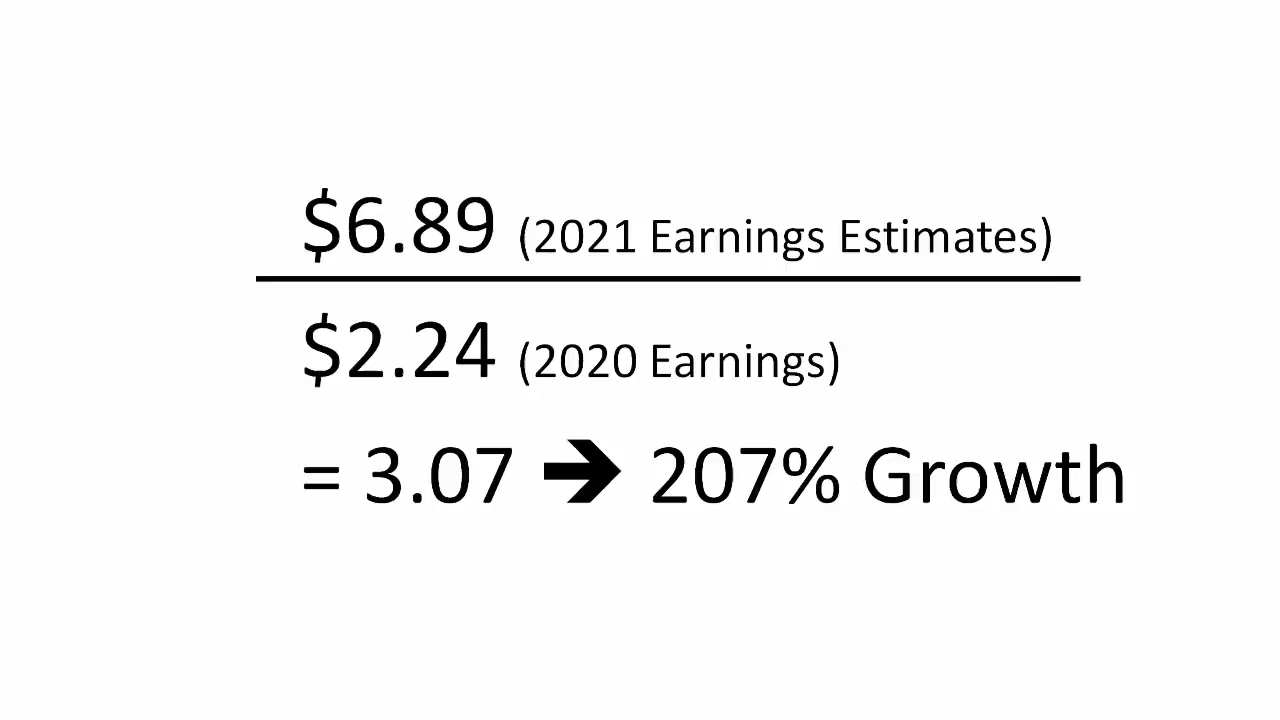 $6.89 (2021 Earnings Estimates)
$2.24 (2020 Earnings)
= 3.07 🡺 207% Growth